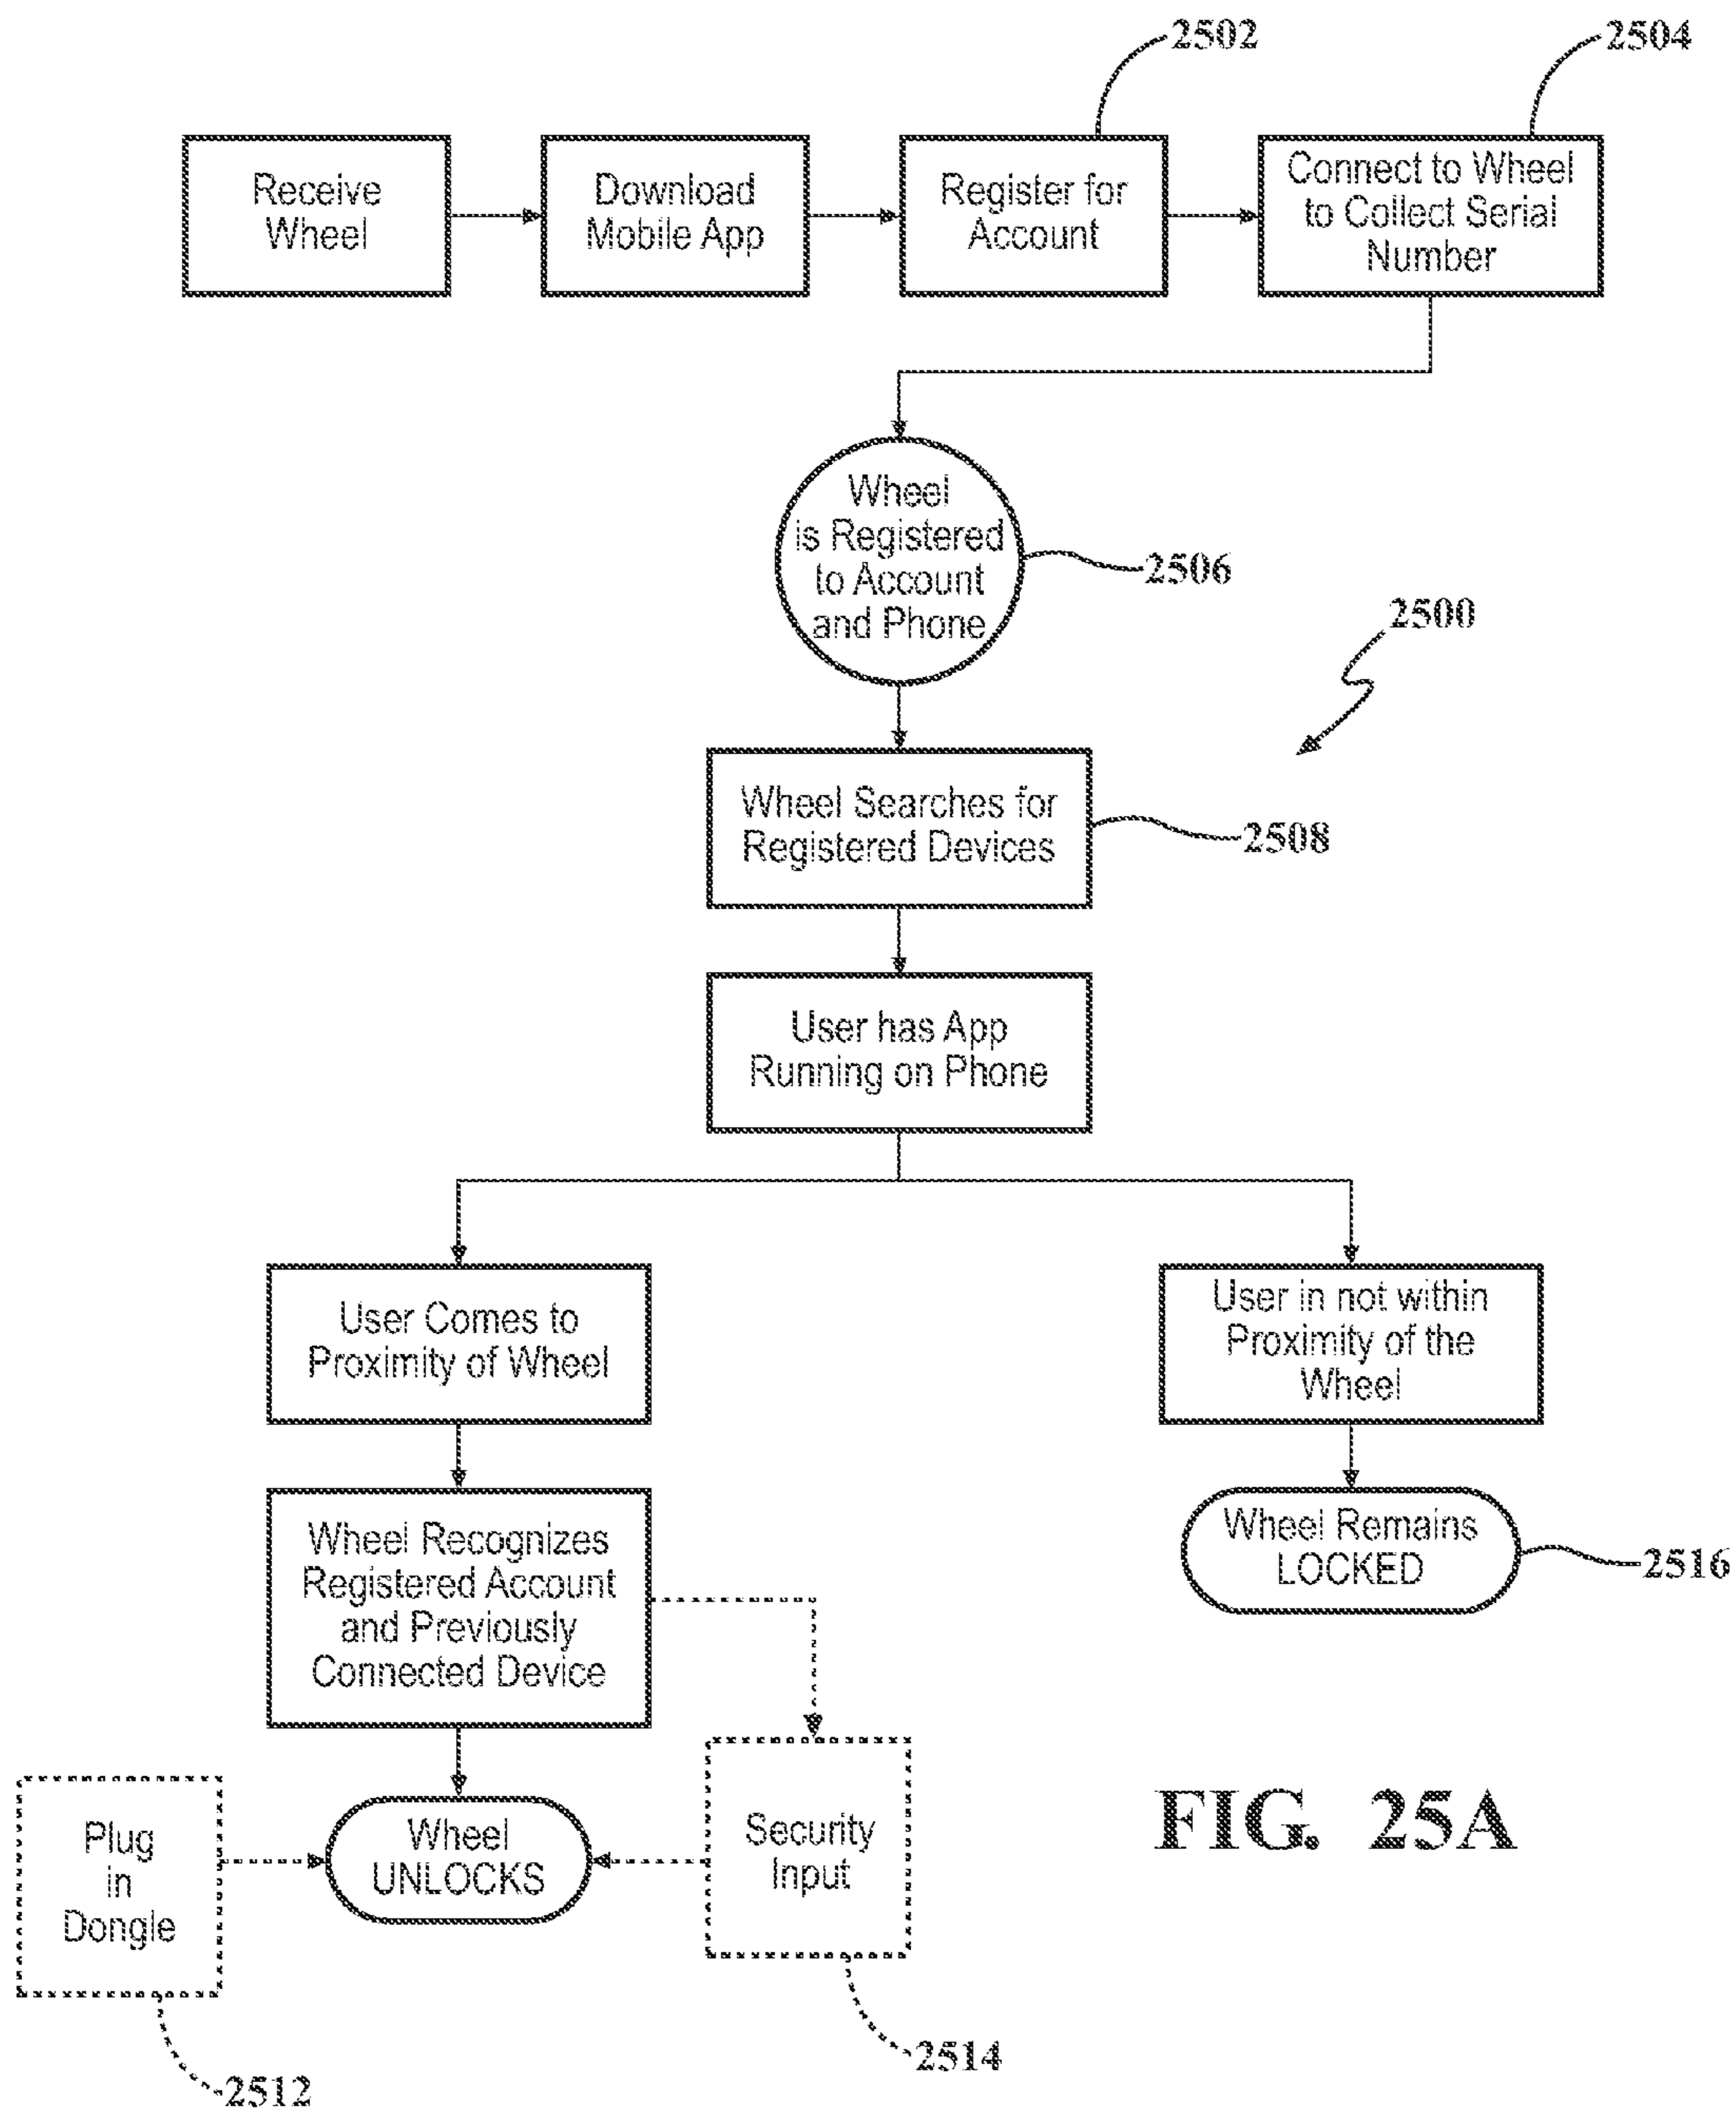 2502
2504
Receive
Wheel
Download
Mobile App
Register for
Account
Connect to Wheel
to Collect Serial
Number
Wheel
is Registered
to Account
and Phone
2506
2500
Wheel Searches for
Registered Devices
2508
User has App
Running on Phone
User Comes to
Proximity of Wheel
User in not within
Proximity of the
Wheel
Wheel Recognizes
Registered Account
and Previously
Connected Device
Wheel Remains
LOCKED
2516
Plug
in
Dongle
Wheel
UNLOCKS
Security
Input
FIG. 25A
2514
2512